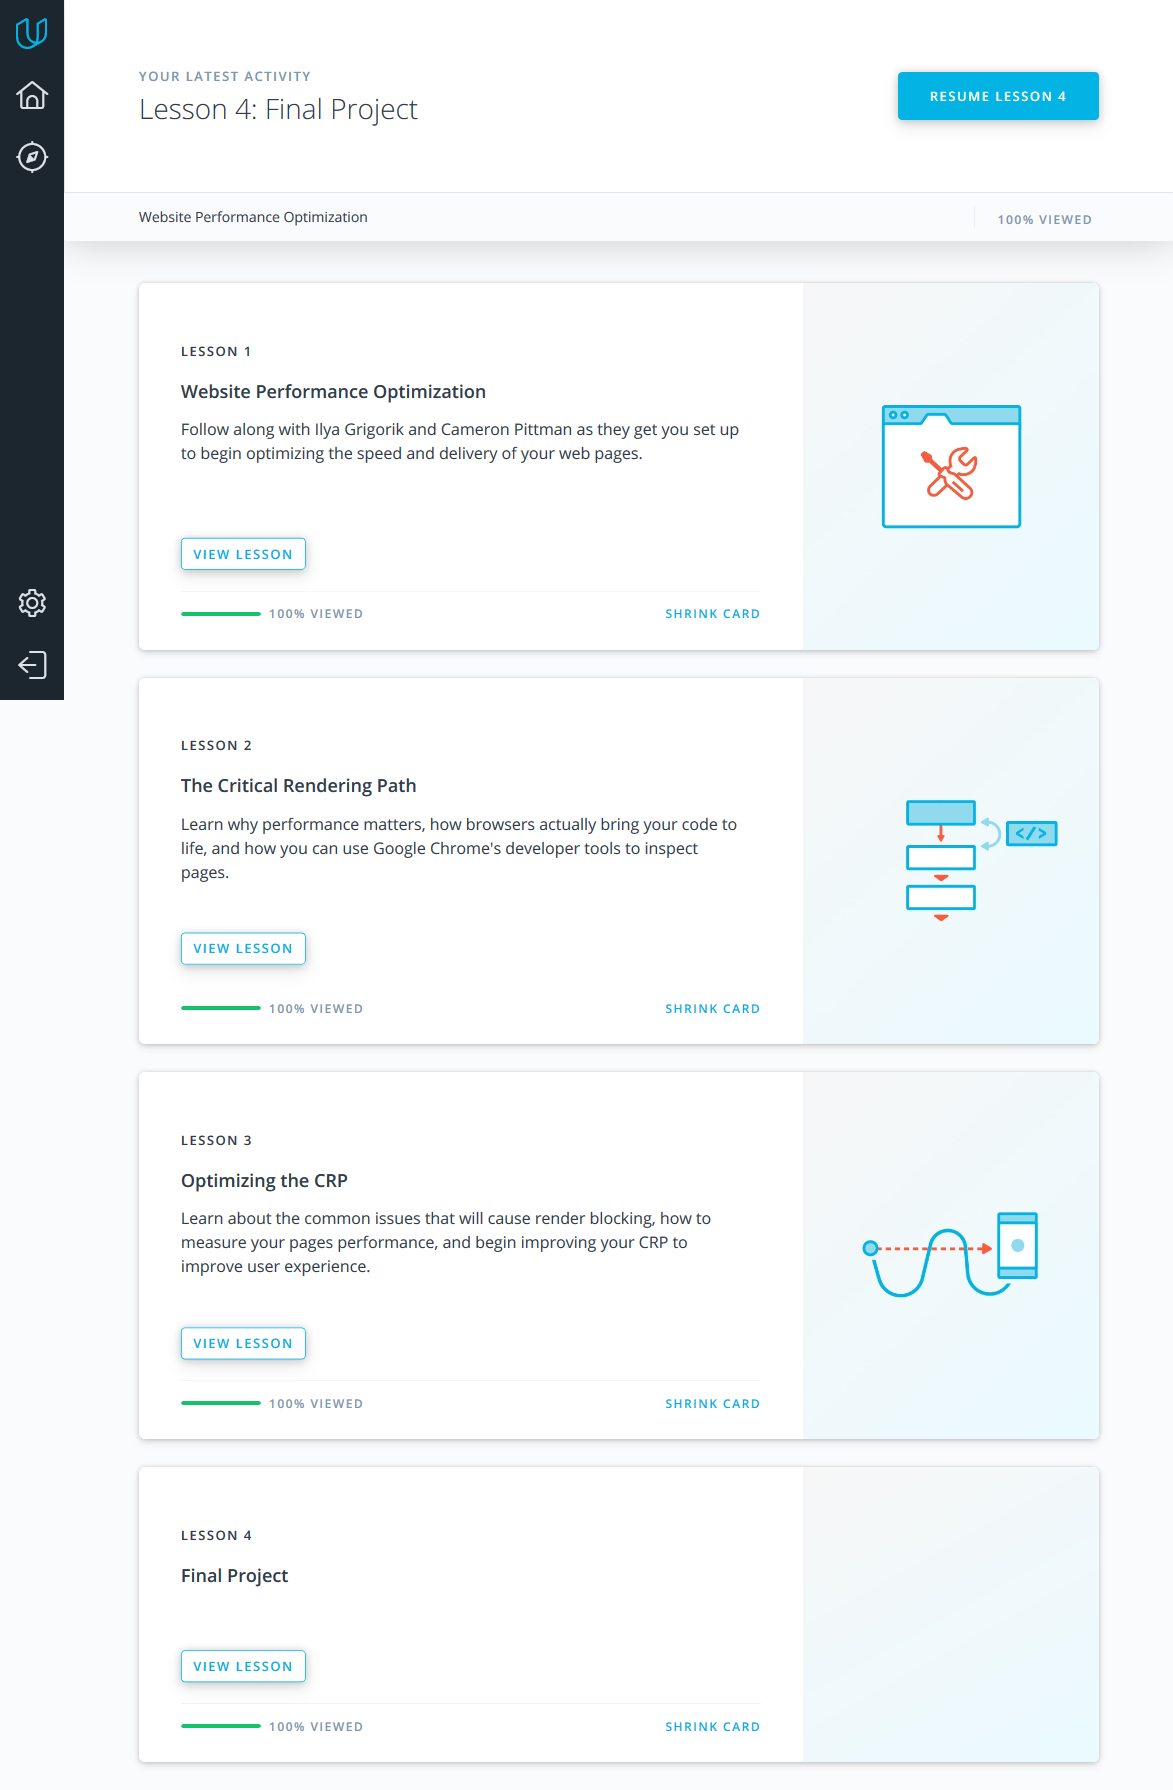 YOUR LATEST ACTIVITY
Lesson 4: Final Project
RESUME LESSON 4
Website Performance Optimization
100% VIEWED
LESSON 1
Website Performance Optimization
Follow along with Ilya Grigorik and Cameron Pittman as they get you set up
to begin optimizing the speed and delivery of your web pages.
VIEW LESSON
100% VIEWED
SHRINK CARD
LESSON 2
The Critical Rendering Path
Learn why performance matters, how browsers actually bring your code to
life, and how you can use Google Chrome's developer tools to inspect
pages.
</>
VIEW LESSON
100% VIEWED
SHRINK CARD
LESSON 3
Optimizing the CRP
Learn about the common issues that will cause render blocking, how to
measure your pages performance, and begin improving your CRP to
improve user experience.
VIEW LESSON
100% VIEWED
SHRINK CARD
LESSON 4
Final Project
VIEW LESSON
100% VIEWED
SHRINK CARD